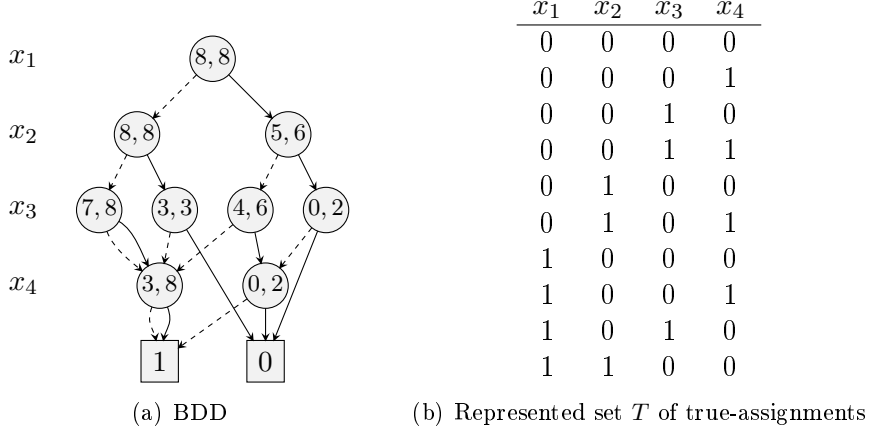 x1 8, 8
x2 8, 8 5, 6
x3 7, 8 3, 3 4, 6 0, 2
x4 3, 8 0, 2
1 0
(a) BDD
x1 x2 x3 x4
0 0 0 0
0 0 0 1
0 0 1 0
0 0 1 1
0 1 0 0
0 1 0 1
1 0 0 0
1 0 0 1
1 0 1 0
1 1 0 0
(b) Represented set T of true-assignments